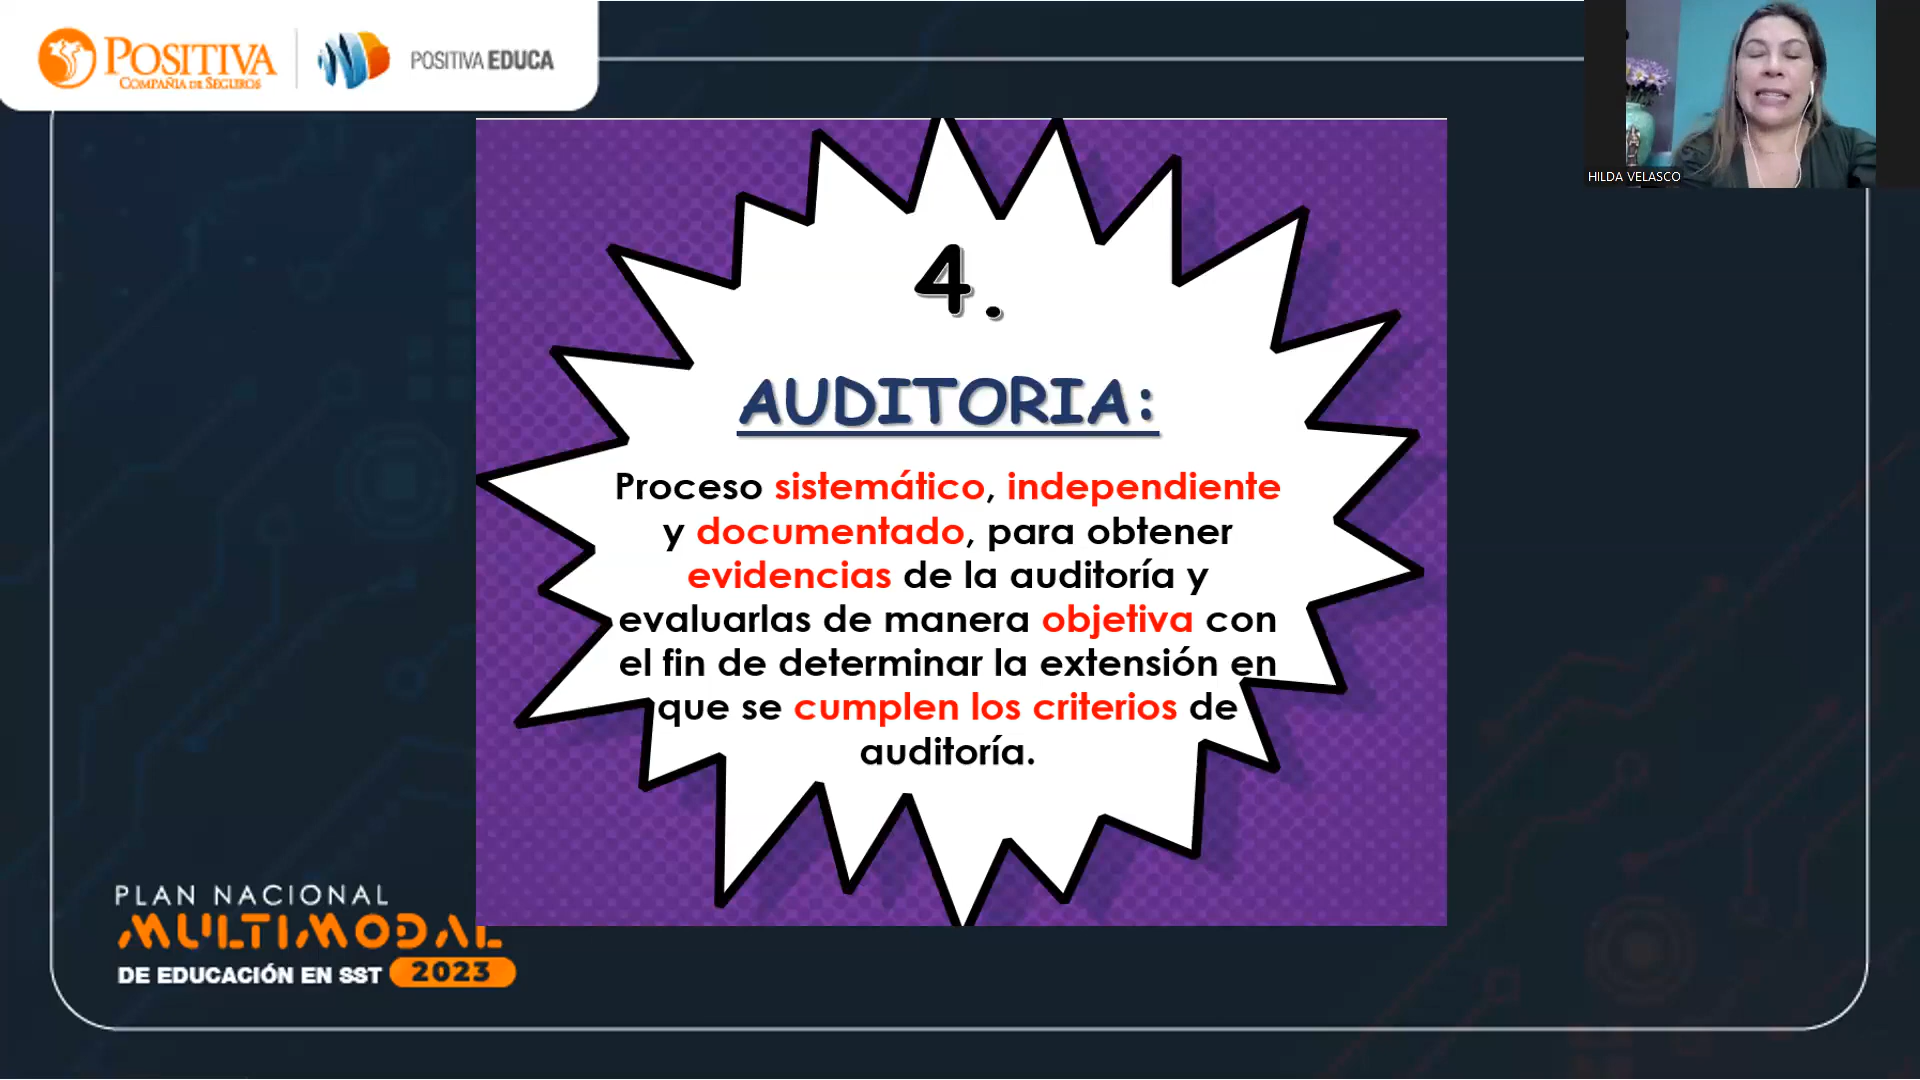 POSITIVA
COMPAÑÍA DE SEGUROS
POSITIVA EDUCA
HILDA VELASCO
4.
AUDITORIA:
Proceso sistemático, independiente
y documentado, para obtener
evidencias de la auditoría y
evaluarlas de manera objetiva con
el fin de determinar la extensión en
que se cumplen los criterios de
auditoría.
PLAN NACIONAL
MULTIMODAL
DE EDUCACIÓN EN SST 2023